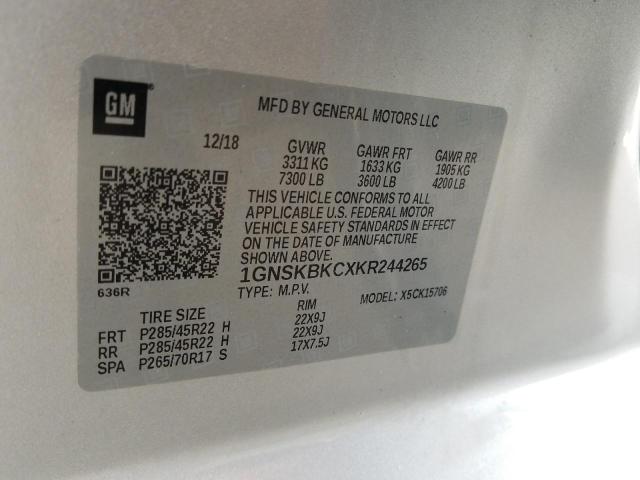 GM
MFD BY GENERAL MOTORS LLC
12/18 GVWR GAWR FRT GAWR RR
3311 KG 1633 KG 1905 KG
7300 LB 3600 LB 4200 LB
THIS VEHICLE CONFORMS TO ALL
APPLICABLE U.S. FEDERAL MOTOR
VEHICLE SAFETY STANDARDS IN EFFECT
ON THE DATE OF MANUFACTURE
SHOWN ABOVE.
1GNSKBKCXKR244265
636R
TYPE: M.P.V. MODEL: X5CK15706
TIRE SIZE RIM
FRT P285/45R22 H 22X9J
RR P285/45R22 H 22X9J
SPA P265/70R17 S 17X7.5J